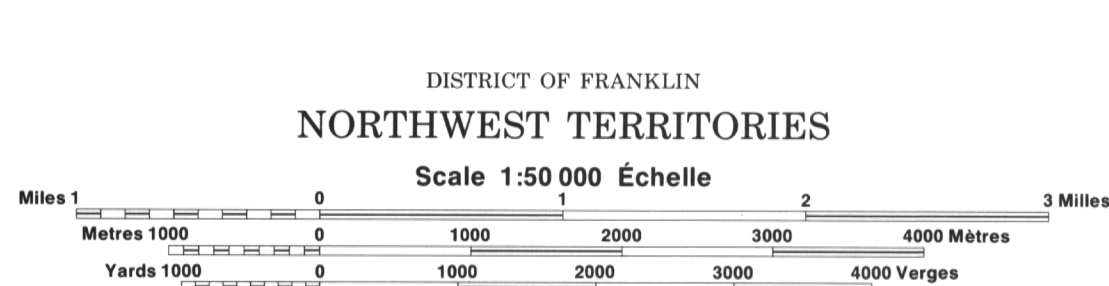 DISTRICT OF FRANKLIN
NORTHWEST TERRITORIES
Scale 1:50 000 Échelle
Miles 1 0 1 2 3 Milles
Metres 1000 0 1000 2000 3000 4000 Mètres
Yards 1000 0 1000 2000 3000 4000 Verges